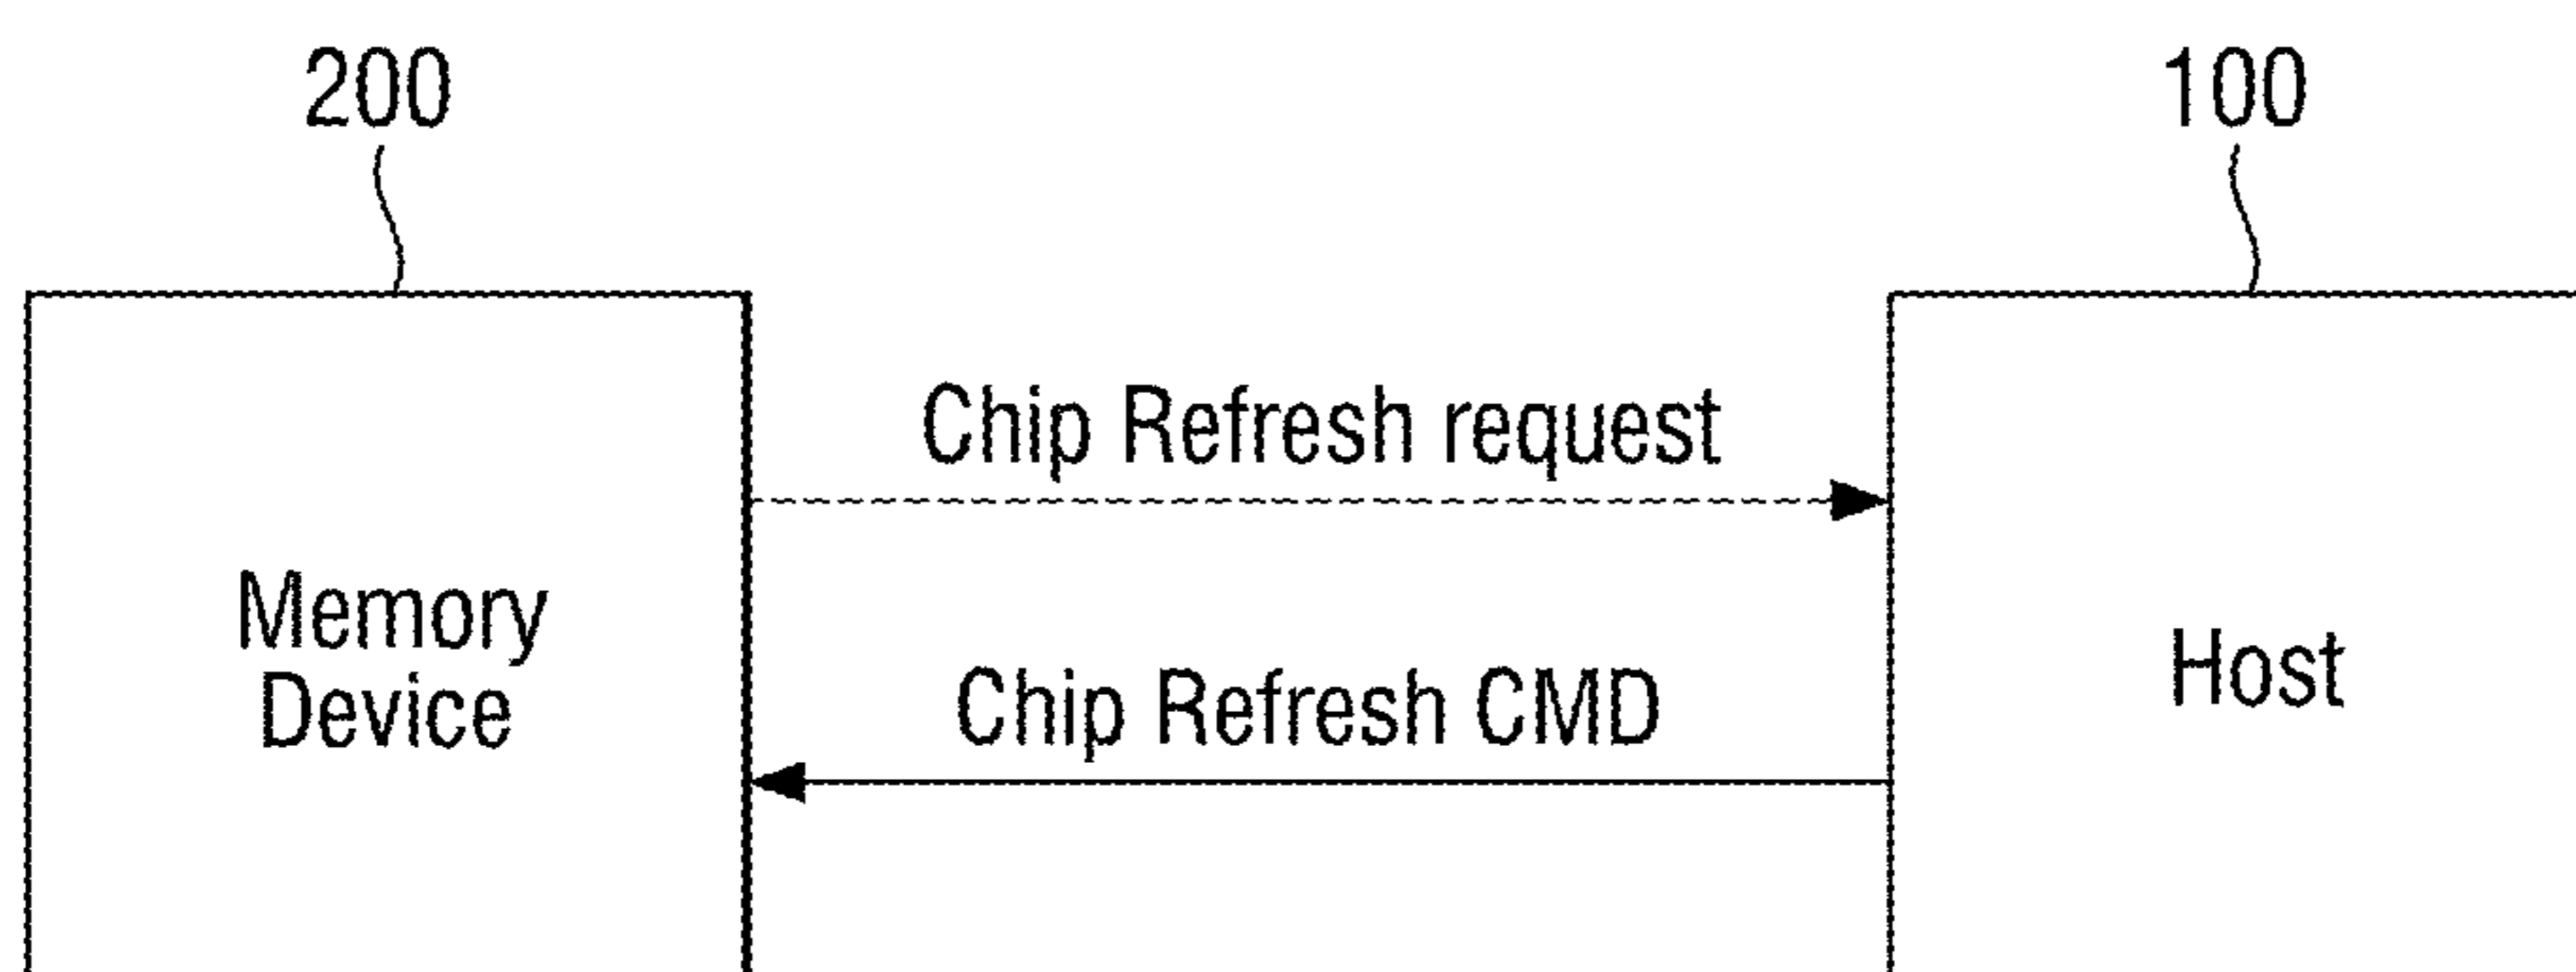 200
100
Chip Refresh request
Memory
Device
Host
Chip Refresh CMD